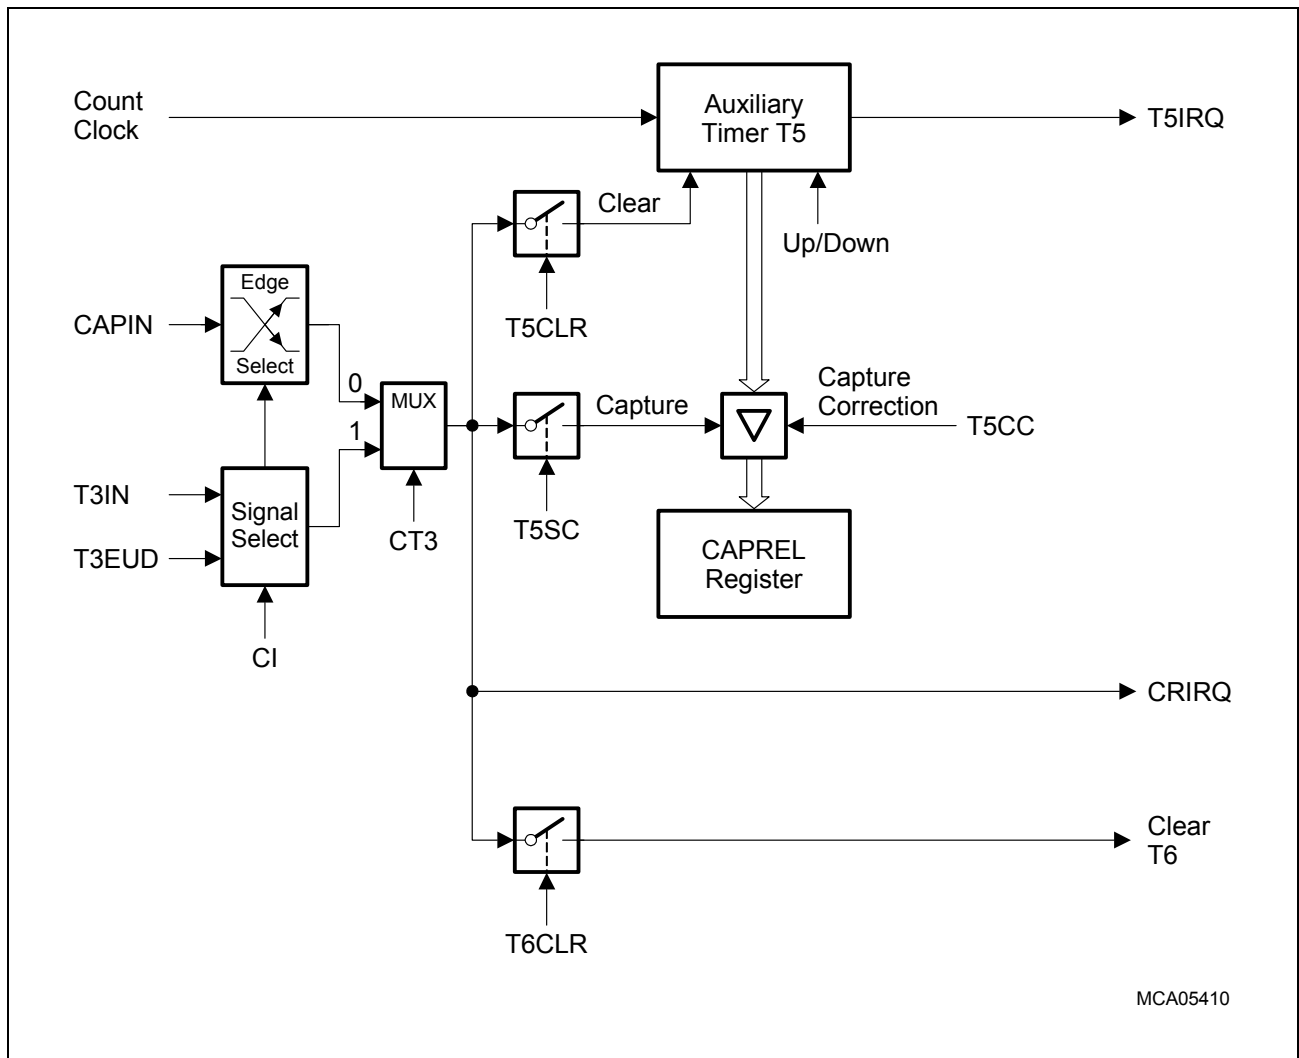 Count
Clock
Auxiliary
Timer T5
T5IRQ
Clear
Up/Down
Edge
Select
CAPIN
T5CLR
0
MUX
1
Capture
Capture
Correction
T5CC
T3IN
T3EUD
Signal
Select
CT3
T5SC
CAPREL
Register
CI
CRIRQ
Clear
T6
T6CLR
MCA05410